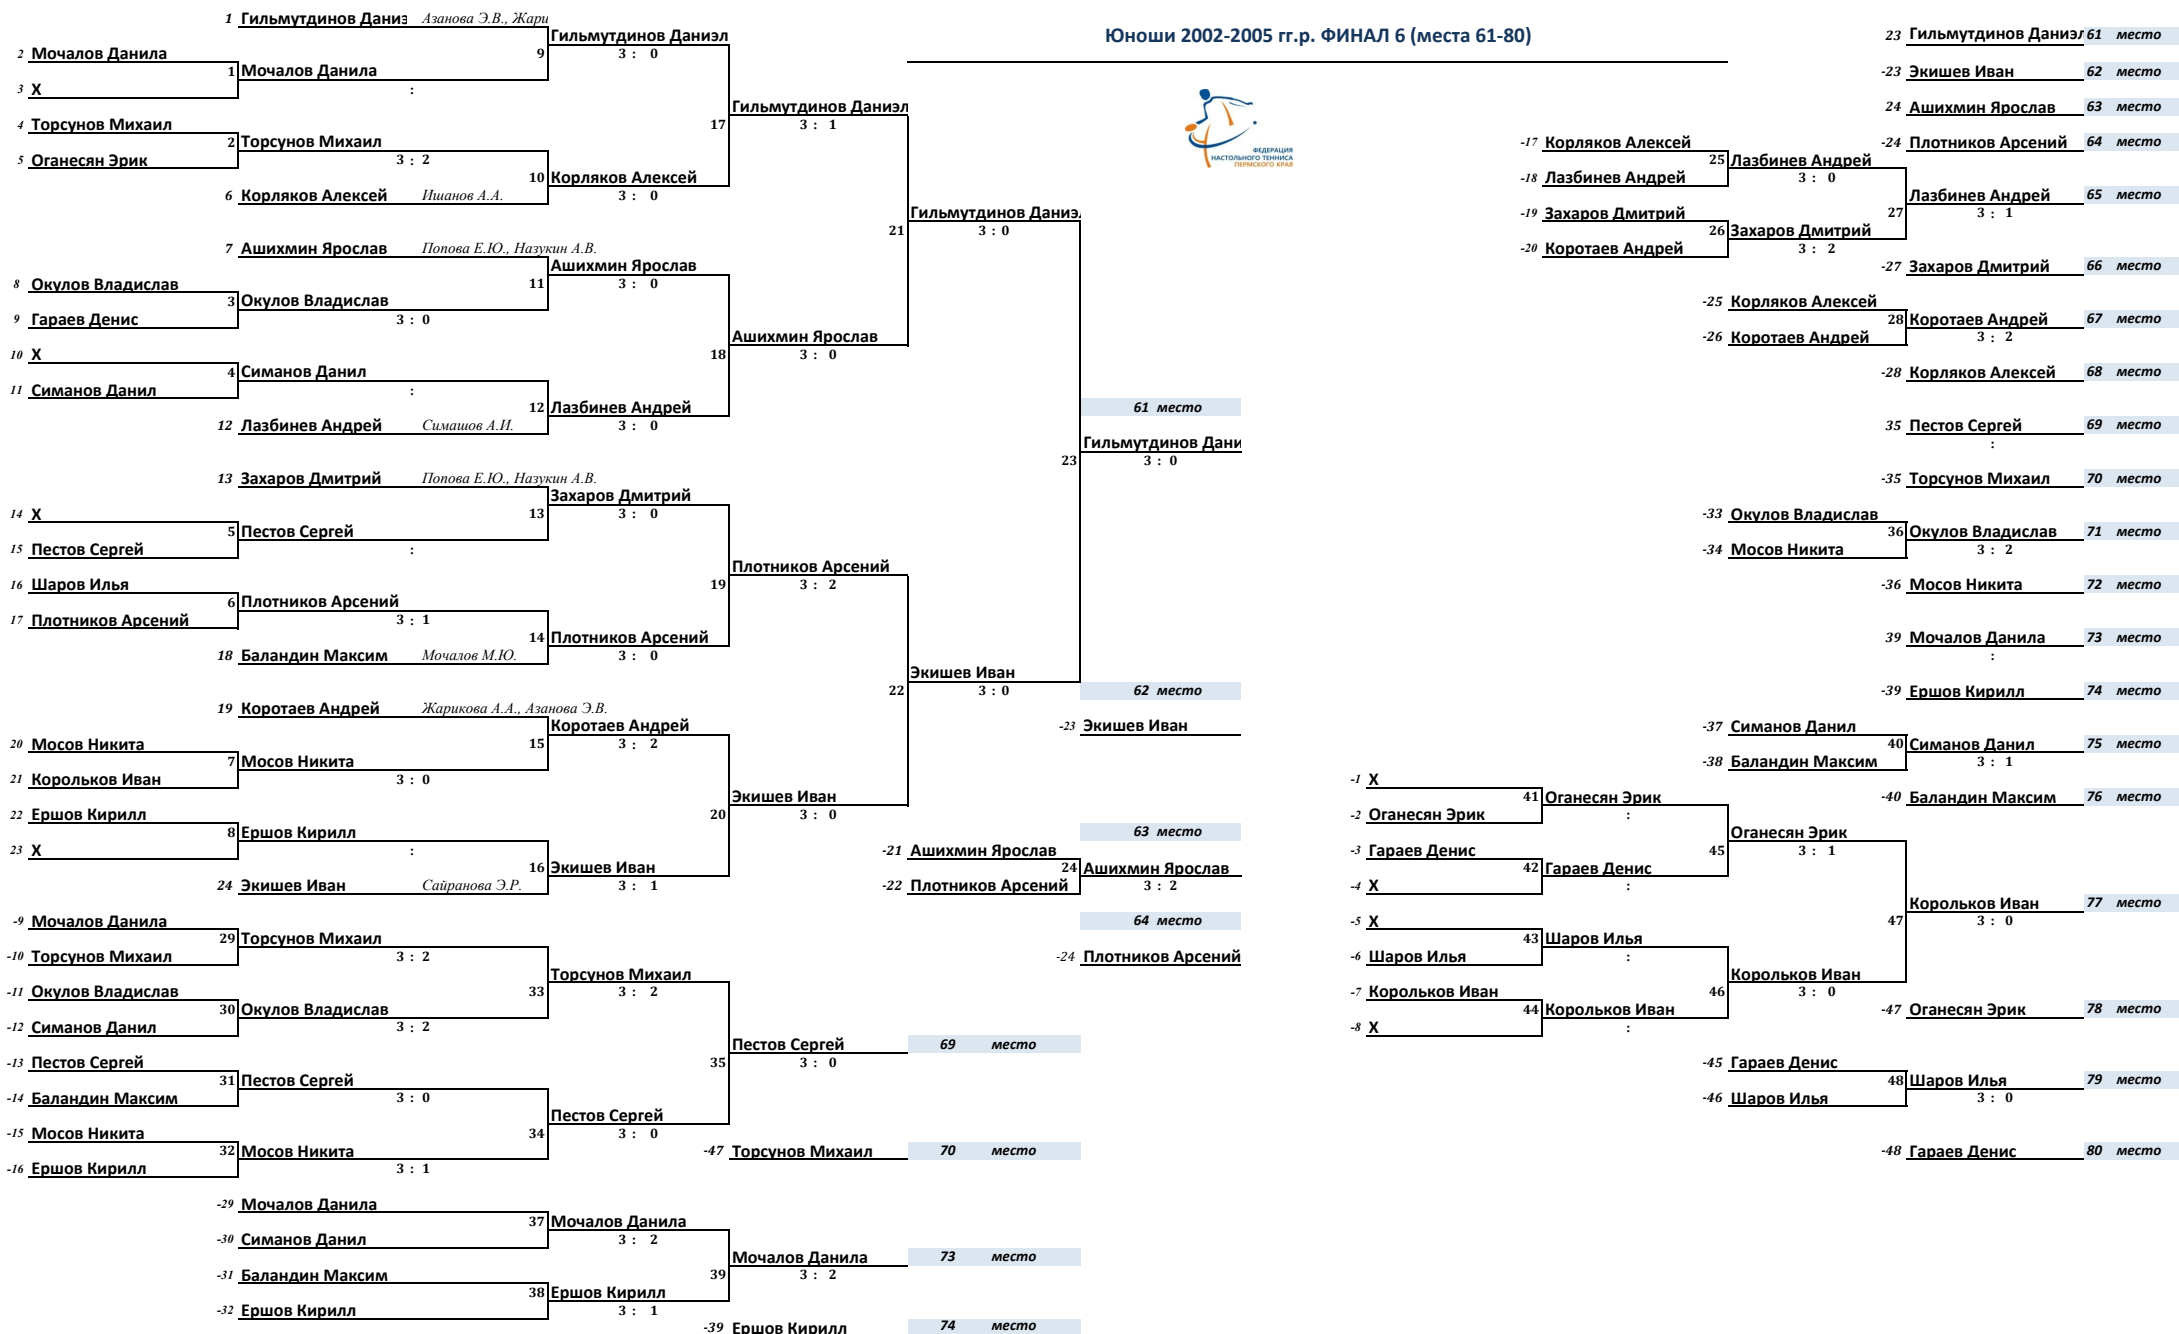 Юноши 2002-2005 гг.р. ФИНАЛ 6 (места 61-80)
ФЕДЕРАЦИЯ
НАСТОЛЬНОГО ТЕННИСА
ПЕРМСКОГО КРАЯ
1 Гильмутдинов Даниэ Азанова Э.В., Жари
Гильмутдинов Даниэл
2 Мочалов Данила
9 3 : 0
1 Мочалов Данила
3 X
:
Гильмутдинов Даниэл
4 Торсунов Михаил
17 3 : 1
2 Торсунов Михаил
5 Оганесян Эрик
3 : 2
10 Корляков Алексей
6 Корляков Алексей Ишанов А.А.
3 : 0
Гильмутдинов Даниэ
21 3 : 0
7 Ашихмин Ярослав Попова Е.Ю., Назукин А.В.
Ашихмин Ярослав
8 Окулов Владислав
11 3 : 0
3 Окулов Владислав
9 Гараев Денис
3 : 0
Ашихмин Ярослав
10 X
18 3 : 0
4 Симанов Данил
11 Симанов Данил
:
12 Лазбинев Андрей
12 Лазбинев Андрей Симашов А.И.
3 : 0
61 место
Гильмутдинов Дани
23 3 : 0
13 Захаров Дмитрий Попова Е.Ю., Назукин А.В.
Захаров Дмитрий
14 X
13 3 : 0
5 Пестов Сергей
15 Пестов Сергей
:
Плотников Арсений
16 Шаров Илья
19 3 : 2
6 Плотников Арсений
17 Плотников Арсений
3 : 1
14 Плотников Арсений
18 Баландин Максим Мочалов М.Ю.
3 : 0
Экишев Иван
22 3 : 0
62 место
-23 Экишев Иван
19 Коротаев Андрей Жарикова А.А., Азанова Э.В.
Коротаев Андрей
20 Мосов Никита
15 3 : 2
7 Мосов Никита
21 Корольков Иван
3 : 0
Экишев Иван
22 Ершов Кирилл
20 3 : 0
8 Ершов Кирилл
23 X
:
16 Экишев Иван
24 Экишев Иван Сайранова Э.Р.
3 : 1
63 место
-21 Ашихмин Ярослав
24 Ашихмин Ярослав
-22 Плотников Арсений
3 : 2
64 место
-24 Плотников Арсений
-9 Мочалов Данила
29 Торсунов Михаил
-10 Торсунов Михаил
3 : 2
Торсунов Михаил
-11 Окулов Владислав
33 3 : 2
30 Окулов Владислав
-12 Симанов Данил
3 : 2
Пестов Сергей 69 место
-13 Пестов Сергей
35 3 : 0
31 Пестов Сергей
-14 Баландин Максим
3 : 0
Пестов Сергей
-15 Мосов Никита
34 3 : 0
32 Мосов Никита
-16 Ершов Кирилл
3 : 1
-47 Торсунов Михаил 70 место
-29 Мочалов Данила
37 Мочалов Данила
-30 Симанов Данил
3 : 2
Мочалов Данила 73 место
-31 Баландин Максим
39 3 : 2
38 Ершов Кирилл
-32 Ершов Кирилл
3 : 1
-39 Ершов Кирилл 74 место
-17 Корляков Алексей
25 Лазбинев Андрей
-18 Лазбинев Андрей
3 : 0
-19 Захаров Дмитрий
26 Захаров Дмитрий
-20 Коротаев Андрей
3 : 2
23 Гильмутдинов Даниэл 61 место
-23 Экишев Иван 62 место
24 Ашихмин Ярослав 63 место
-24 Плотников Арсений 64 место
Лазбинев Андрей 65 место
27 3 : 1
-27 Захаров Дмитрий 66 место
-25 Корляков Алексей
28 Коротаев Андрей 67 место
-26 Коротаев Андрей
3 : 2
-28 Корляков Алексей 68 место
35 Пестов Сергей 69 место
:
-35 Торсунов Михаил 70 место
-33 Окулов Владислав
36 Окулов Владислав 71 место
-34 Мосов Никита
3 : 2
-36 Мосов Никита 72 место
39 Мочалов Данила 73 место
:
-39 Ершов Кирилл 74 место
-37 Симанов Данил
40 Симанов Данил 75 место
-38 Баландин Максим
3 : 1
-40 Баландин Максим 76 место
-1 X
41 Оганесян Эрик
-2 Оганесян Эрик
:
Оганесян Эрик
-3 Гараев Денис
45 3 : 1
42 Гараев Денис
-4 X
:
Корольков Иван 77 место
-5 X
47 3 : 0
43 Шаров Илья
-6 Шаров Илья
:
Корольков Иван
-7 Корольков Иван
46 3 : 0
44 Корольков Иван
-8 X
:
-47 Оганесян Эрик 78 место
-45 Гараев Денис
48 Шаров Илья 79 место
-46 Шаров Илья
3 : 0
-48 Гараев Денис 80 место